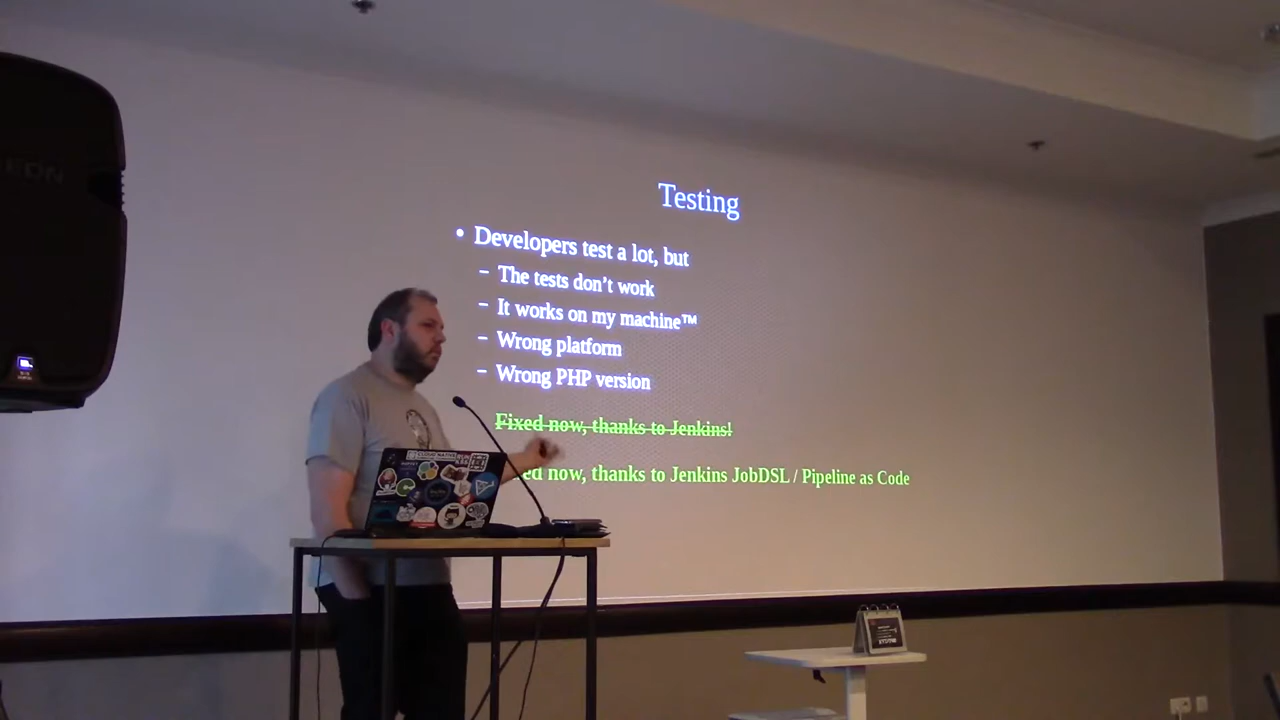 Testing
• Developers test a lot, but
– The tests don't work
– It works on my machine™
– Wrong platform
– Wrong PHP version
Fixed now, thanks to Jenkins!
ed now, thanks to Jenkins JobDSL / Pipeline as Code